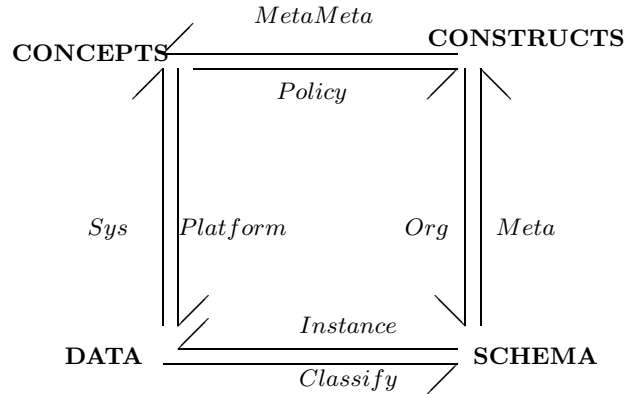 MetaMeta
CONCEPTS
CONSTRUCTS
Policy
Sys
Platform
Org
Meta
Instance
DATA
SCHEMA
Classify